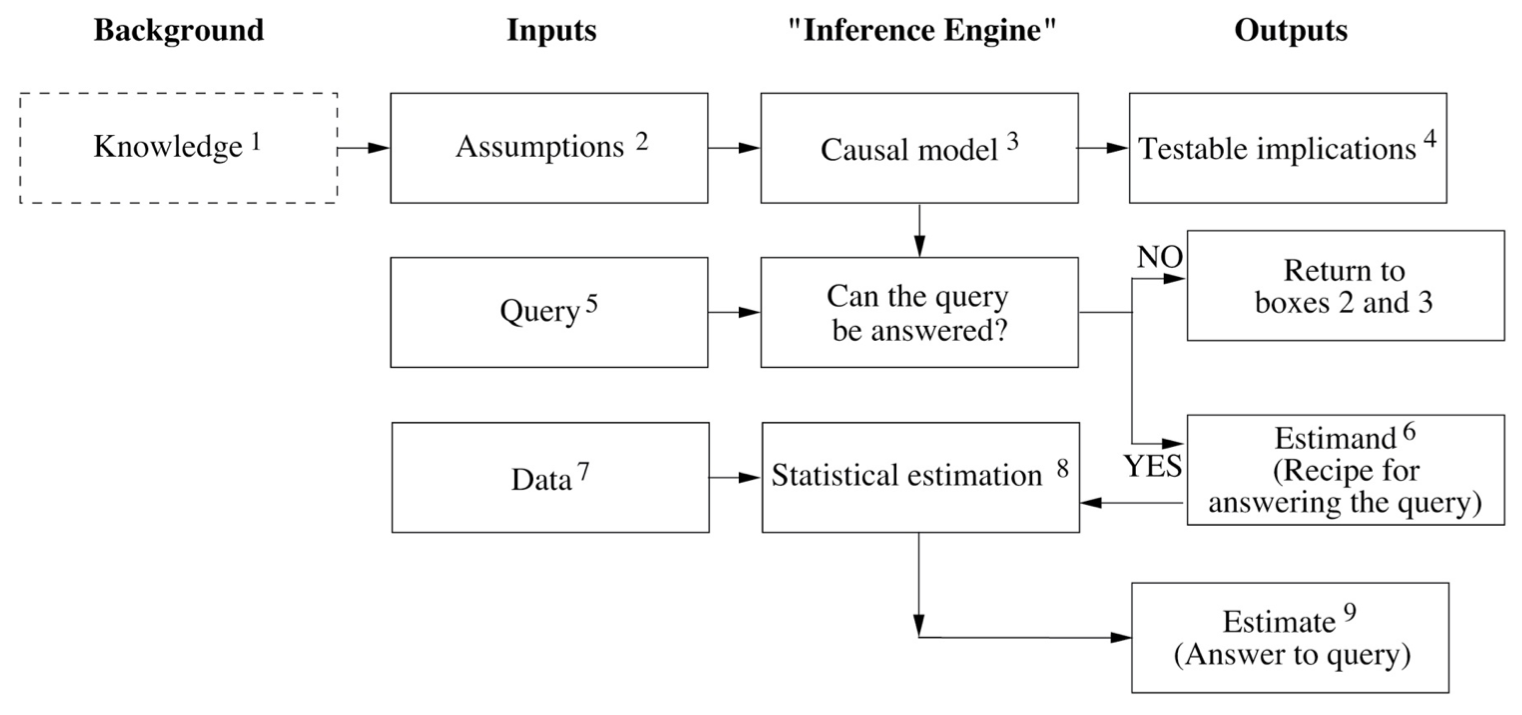 Background
Inputs
"Inference Engine"
Outputs
Knowledge 1
Assumptions 2
Causal model 3
Testable implications 4
Query 5
Can the query
be answered?
NO
Return to
boxes 2 and 3
YES
Estimand 6
(Recipe for
answering the query)
Data 7
Statistical estimation 8
Estimate 9
(Answer to query)